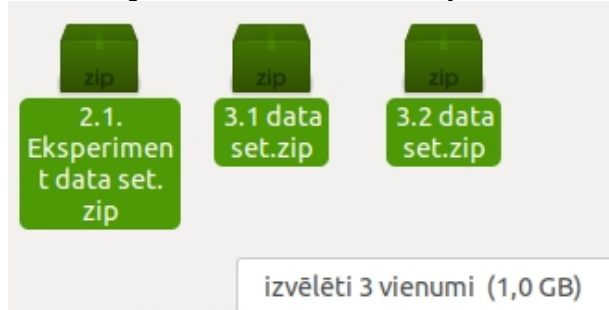 zip
zip
zip
2.1.
Eksperimen
t data set.
zip
3.1 data
set.zip
3.2 data
set.zip
izvēlēti 3 vienumi (1,0 GB)